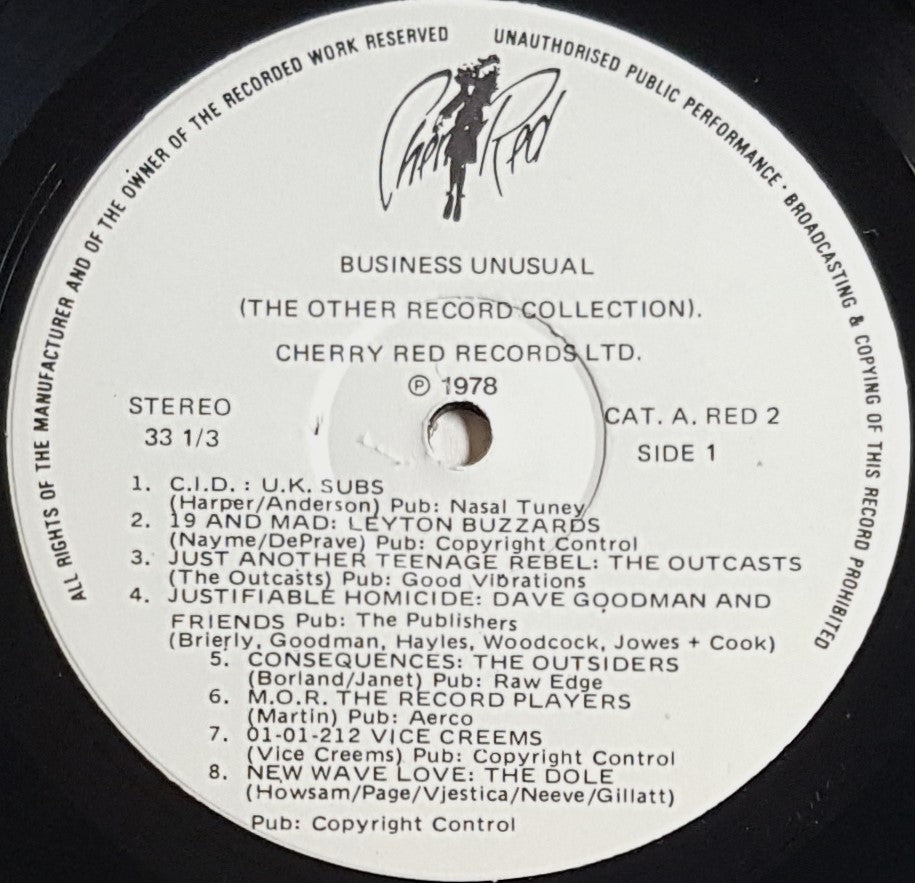 ALL RIGHTS OF THE MANUFACTURER AND OF THE OWNER OF THE RECORDED WORK RESERVED
UNAUTHORISED PUBLIC PERFORMANCE · BROADCASTING & COPYING OF THIS RECORD PROHIBITED
Cherry Red
BUSINESS UNUSUAL
(THE OTHER RECORD COLLECTION).
CHERRY RED RECORDS LTD.
℗ 1978
STEREO
33 1/3
CAT. A. RED 2
SIDE 1
1. C.I.D. : U.K. SUBS
(Harper/Anderson) Pub: Nasal Tuney
2. 19 AND MAD: LEYTON BUZZARDS
(Nayme/DePrave) Pub: Copyright Control
3. JUST ANOTHER TEENAGE REBEL: THE OUTCASTS
(The Outcasts) Pub: Good Vibrations
4. JUSTIFIABLE HOMICIDE: DAVE GOODMAN AND
FRIENDS Pub: The Publishers
(Brierly, Goodman, Hayles, Woodcock, Jowes + Cook)
5. CONSEQUENCES: THE OUTSIDERS
(Borland/Janet) Pub: Raw Edge
6. M.O.R. THE RECORD PLAYERS
(Martin) Pub: Aerco
7. 01-01-212 VICE CREEMS
(Vice Creems) Pub: Copyright Control
8. NEW WAVE LOVE: THE DOLE
(Howsam/Page/Vjestica/Neeve/Gillatt)
Pub: Copyright Control